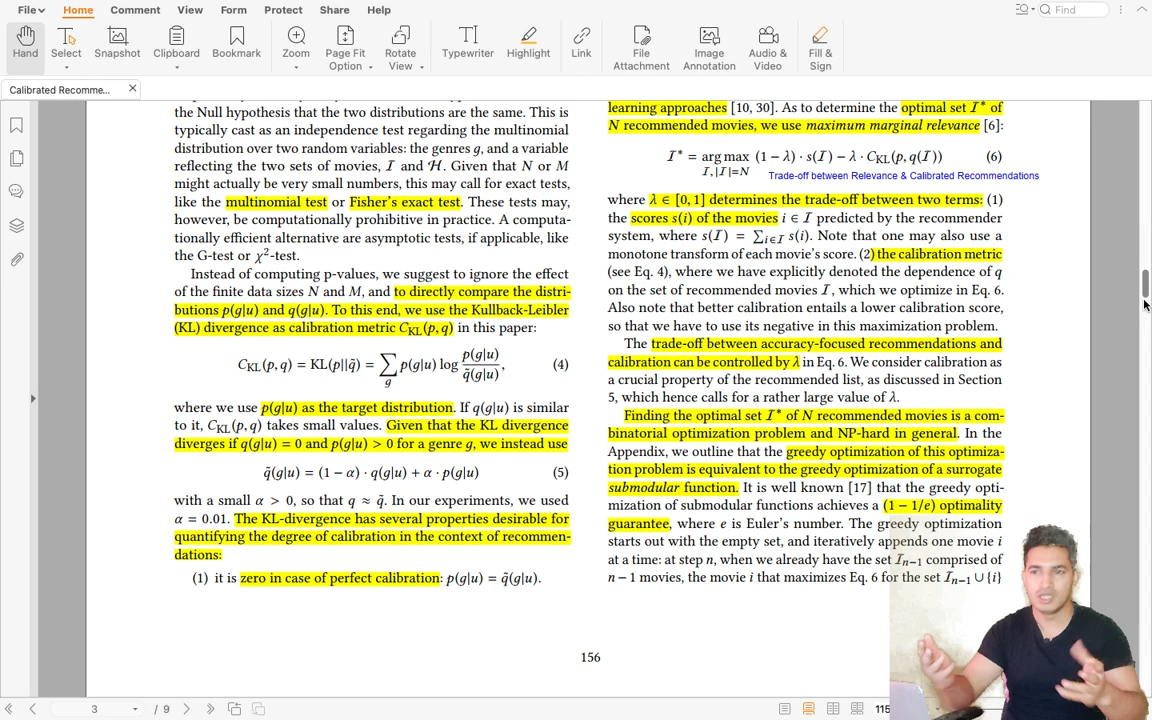 File Home Comment View Form Protect Share Help Find
Hand Select Snapshot Clipboard Bookmark Zoom Page Fit Option Rotate View Typewriter Highlight Link File Attachment Image Annotation Audio & Video Fill & Sign
Calibrated Recomme...
the Null hypothesis that the two distributions are the same. This is
typically cast as an independence test regarding the multinomial
distribution over two random variables: the genres g, and a variable
reflecting the two sets of movies, I and H. Given that N or M
might actually be very small numbers, this may call for exact tests,
like the multinomial test or Fisher's exact test. These tests may,
however, be computationally prohibitive in practice. A computa-
tionally efficient alternative are asymptotic tests, if applicable, like
the G-test or χ²-test.
Instead of computing p-values, we suggest to ignore the effect
of the finite data sizes N and M, and to directly compare the distri-
butions p(g|u) and q(g|u). To this end, we use the Kullback-Leibler
(KL) divergence as calibration metric C_KL(p, q) in this paper:
C_KL(p, q) = KL(p||q̃) = ∑_g p(g|u) log p(g|u) / q̃(g|u), (4)
where we use p(g|u) as the target distribution. If q(g|u) is similar
to it, C_KL(p, q) takes small values. Given that the KL divergence
diverges if q(g|u) = 0 and p(g|u) > 0 for a genre g, we instead use
q̃(g|u) = (1 − α) · q(g|u) + α · p(g|u) (5)
with a small α > 0, so that q ≈ q̃. In our experiments, we used
α = 0.01. The KL-divergence has several properties desirable for
quantifying the degree of calibration in the context of recommen-
dations:
(1) it is zero in case of perfect calibration: p(g|u) = q̃(g|u).
learning approaches [10, 30]. As to determine the optimal set I* of
N recommended movies, we use maximum marginal relevance [6]:
I* = arg max (1 − λ) · s(I) − λ · C_KL(p, q(I)) (6)
I, |I|=N
Trade-off between Relevance & Calibrated Recommendations
where λ ∈ [0, 1] determines the trade-off between two terms: (1)
the scores s(i) of the movies i ∈ I predicted by the recommender
system, where s(I) = ∑_{i∈I} s(i). Note that one may also use a
monotone transform of each movie's score. (2) the calibration metric
(see Eq. 4), where we have explicitly denoted the dependence of q
on the set of recommended movies I, which we optimize in Eq. 6.
Also note that better calibration entails a lower calibration score,
so that we have to use its negative in this maximization problem.
The trade-off between accuracy-focused recommendations and
calibration can be controlled by λ in Eq. 6. We consider calibration as
a crucial property of the recommended list, as discussed in Section
5, which hence calls for a rather large value of λ.
Finding the optimal set I* of N recommended movies is a com-
binatorial optimization problem and NP-hard in general. In the
Appendix, we outline that the greedy optimization of this optimiza-
tion problem is equivalent to the greedy optimization of a surrogate
submodular function. It is well known [17] that the greedy opti-
mization of submodular functions achieves a (1 − 1/e) optimality
guarantee, where e is Euler's number. The greedy optimization
starts out with the empty set, and iteratively appends one movie i
at a time: at step n, when we already have the set I_{n−1} comprised of
n − 1 movies, the movie i that maximizes Eq. 6 for the set I_{n−1} ∪ {i}
156
3 / 9
115